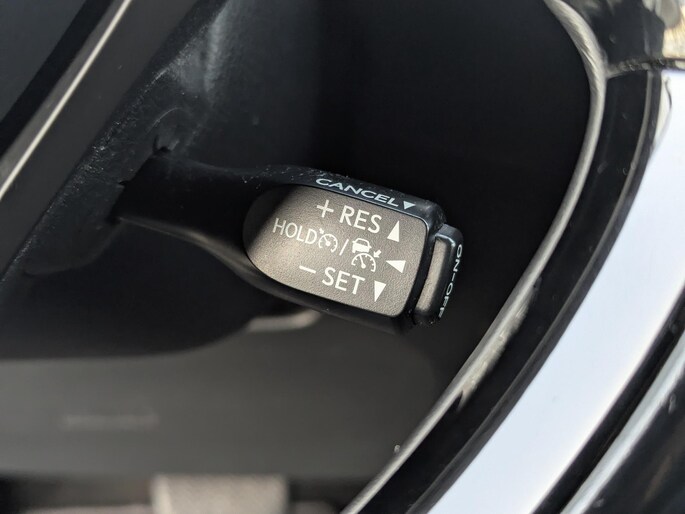 CANCEL▼
+ RES ▲
HOLD / ◀
− SET ▼
ON-OFF